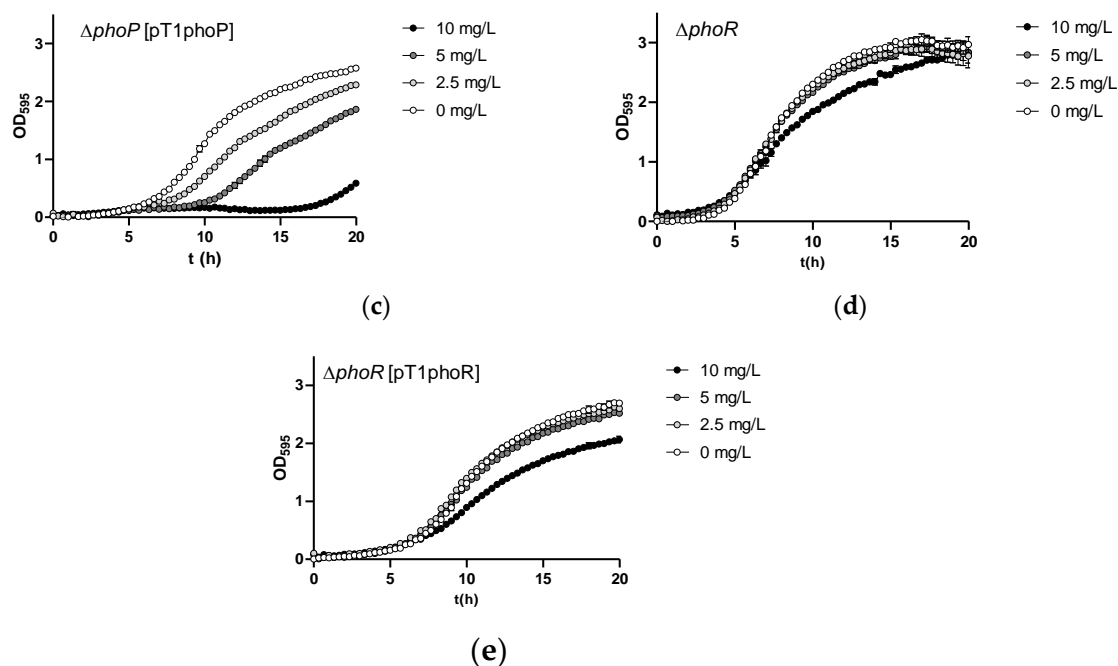 ΔphoP [pT1phoP]
3
2
1
0
OD595
0 5 10 15 20
t (h)
10 mg/L
5 mg/L
2.5 mg/L
0 mg/L
(c)
ΔphoR
3
2
1
0
OD595
0 5 10 15 20
t(h)
10 mg/L
5 mg/L
2.5 mg/L
0 mg/L
(d)
ΔphoR [pT1phoR]
3
2
1
0
OD595
0 5 10 15 20
t(h)
10 mg/L
5 mg/L
2.5 mg/L
0 mg/L
(e)